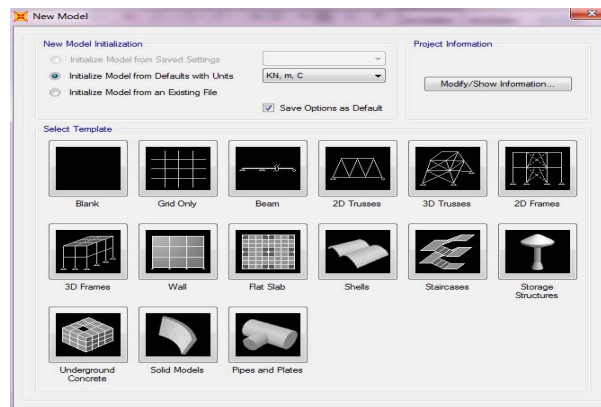 New Model
New Model Initialization
Project Information
Initialize Model from Saved Settings
Initialize Model from Defaults with Units
KN, m, C
Modify/Show Information...
Initialize Model from an Existing File
Save Options as Default
Select Template
Blank
Grid Only
Beam
2D Trusses
3D Trusses
2D Frames
3D Frames
Wall
Flat Slab
Shells
Staircases
Storage
Structures
Underground
Concrete
Solid Models
Pipes and Plates